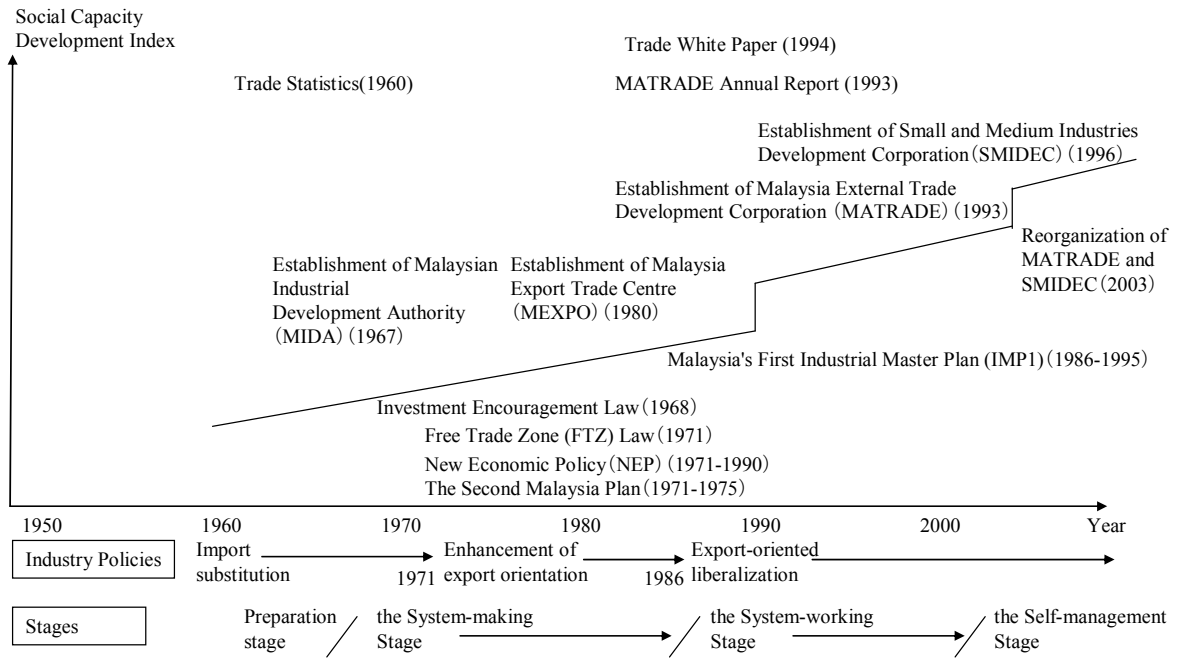 Social Capacity
Development Index
Trade White Paper (1994)
Trade Statistics(1960)
MATRADE Annual Report (1993)
Establishment of Small and Medium Industries
Development Corporation(SMIDEC) (1996)
Establishment of Malaysia External Trade
Development Corporation (MATRADE) (1993)
Reorganization of
MATRADE and
SMIDEC(2003)
Establishment of Malaysian
Industrial
Development Authority
(MIDA) (1967)
Establishment of Malaysia
Export Trade Centre
(MEXPO) (1980)
Malaysia's First Industrial Master Plan (IMP1) (1986-1995)
Investment Encouragement Law(1968)
Free Trade Zone (FTZ) Law(1971)
New Economic Policy(NEP) (1971-1990)
The Second Malaysia Plan(1971-1975)
1950 1960 1970 1980 1990 2000 Year
Industry Policies
Import
substitution
1971
Enhancement of
export orientation
1986
Export-oriented
liberalization
Stages
Preparation
stage
the System-making
Stage
the System-working
Stage
the Self-management
Stage